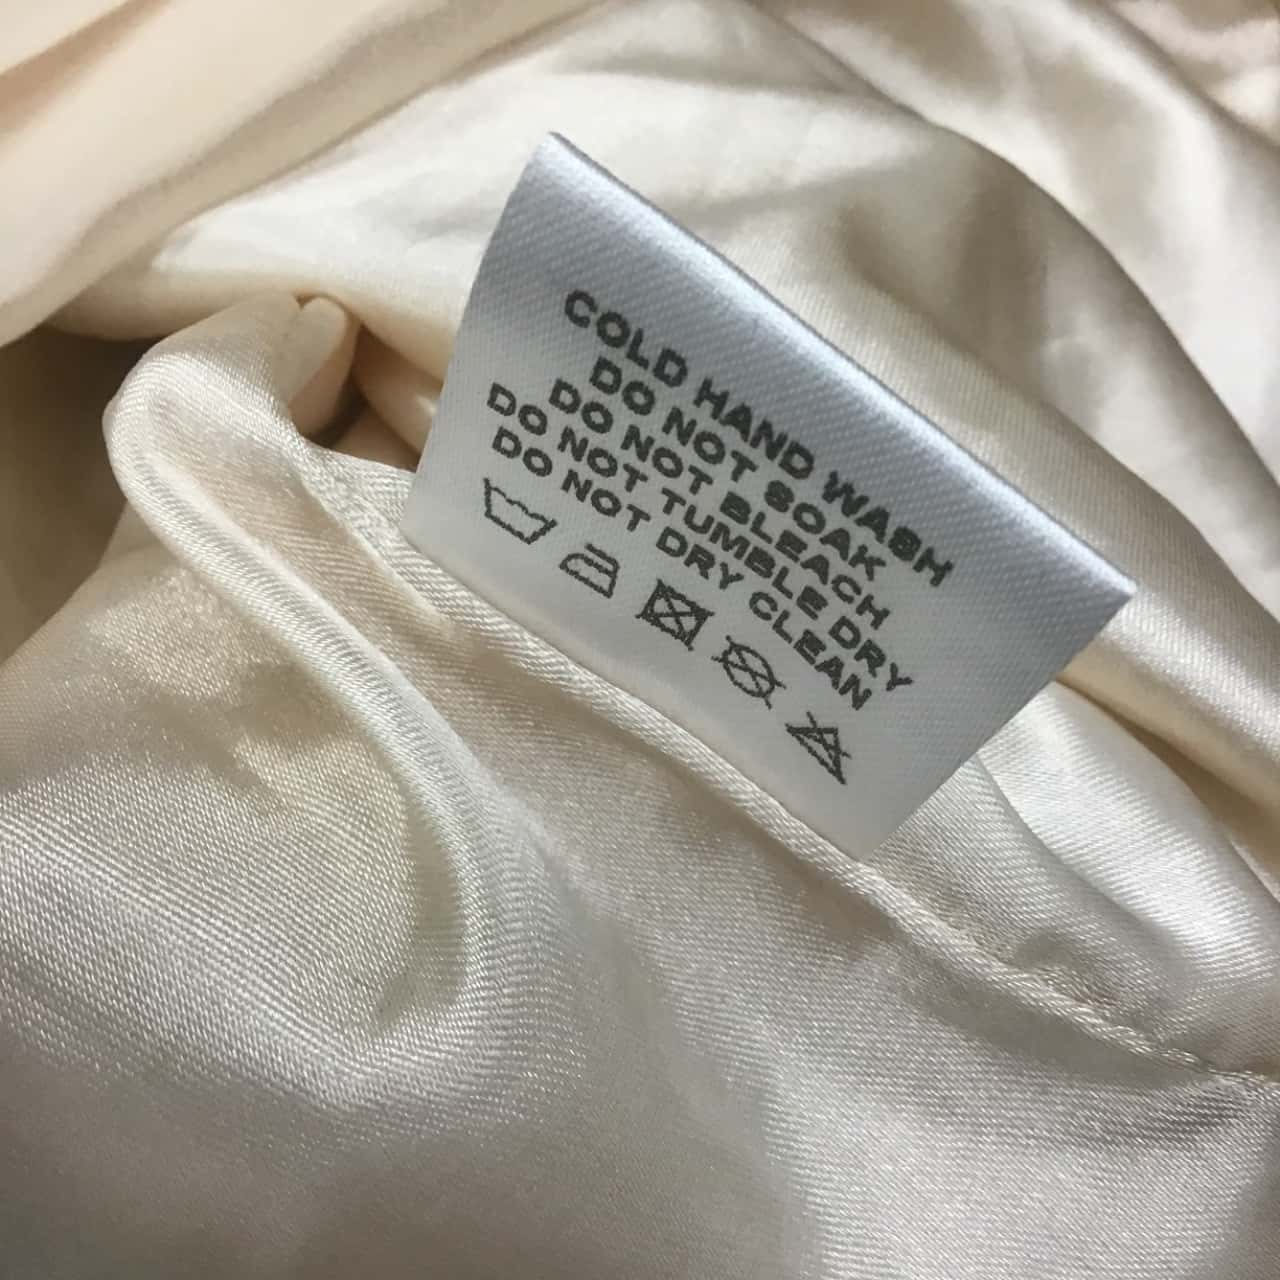 COLD HAND WASH
DO NOT SOAK
DO NOT BLEACH
DO NOT TUMBLE DRY
DO NOT DRY CLEAN